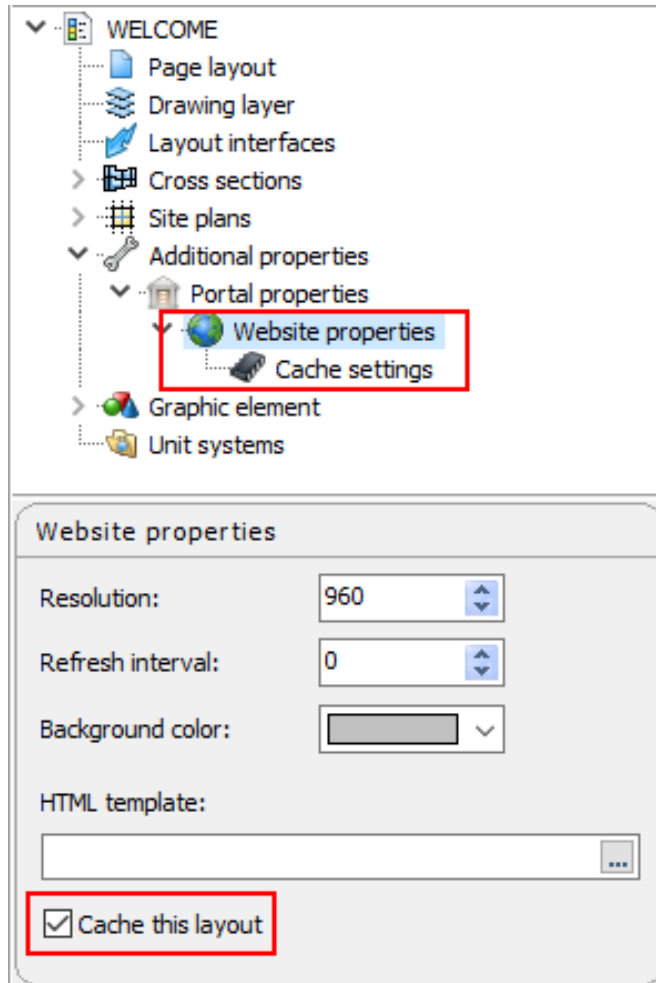 WELCOME
Page layout
Drawing layer
Layout interfaces
Cross sections
Site plans
Additional properties
Portal properties
Website properties
Cache settings
Graphic element
Unit systems
Website properties
Resolution: 960
Refresh interval: 0
Background color:
HTML template:
...
Cache this layout